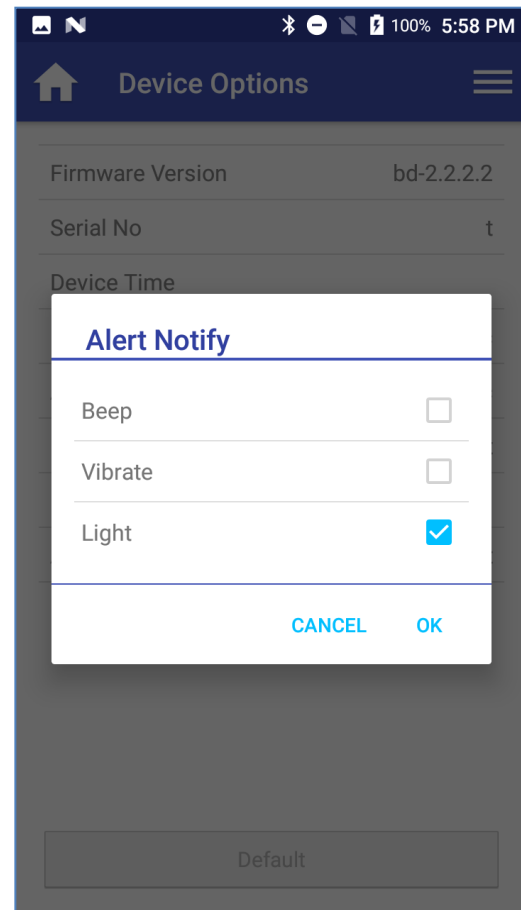 100% 5:58 PM
Device Options
Firmware Version bd-2.2.2.2
Serial No t
Device Time
Alert Notify
Beep
Vibrate
Light
CANCEL OK
Default